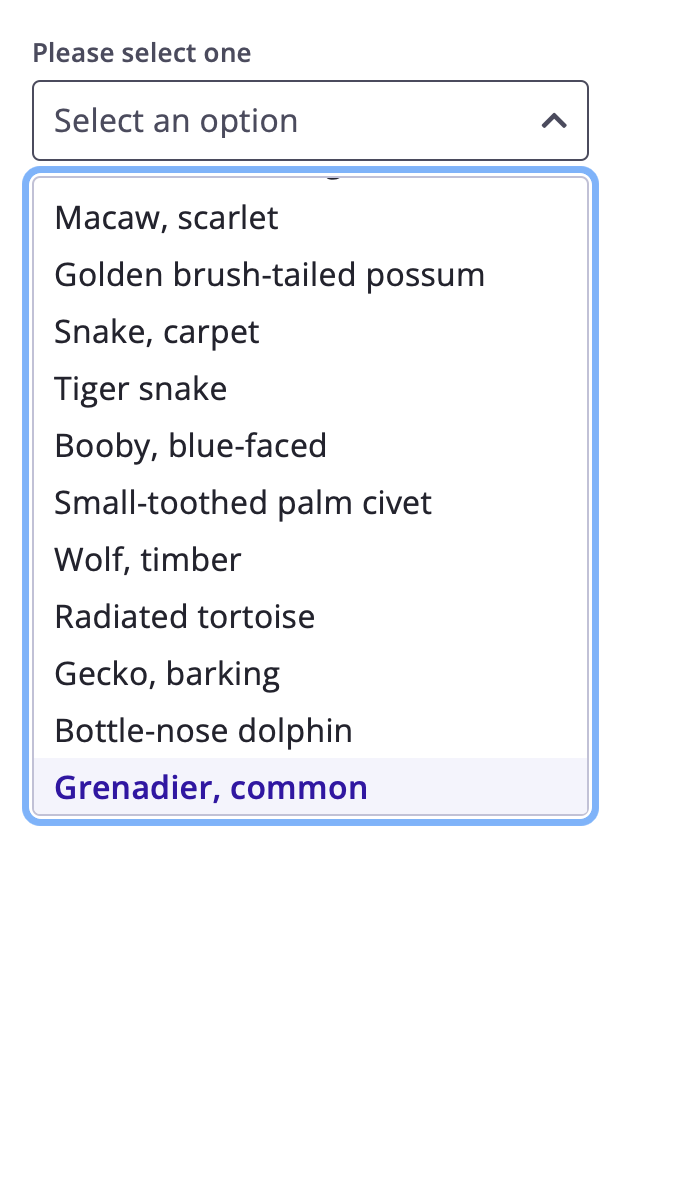 Please select one
Select an option
Macaw, scarlet
Golden brush-tailed possum
Snake, carpet
Tiger snake
Booby, blue-faced
Small-toothed palm civet
Wolf, timber
Radiated tortoise
Gecko, barking
Bottle-nose dolphin
Grenadier, common